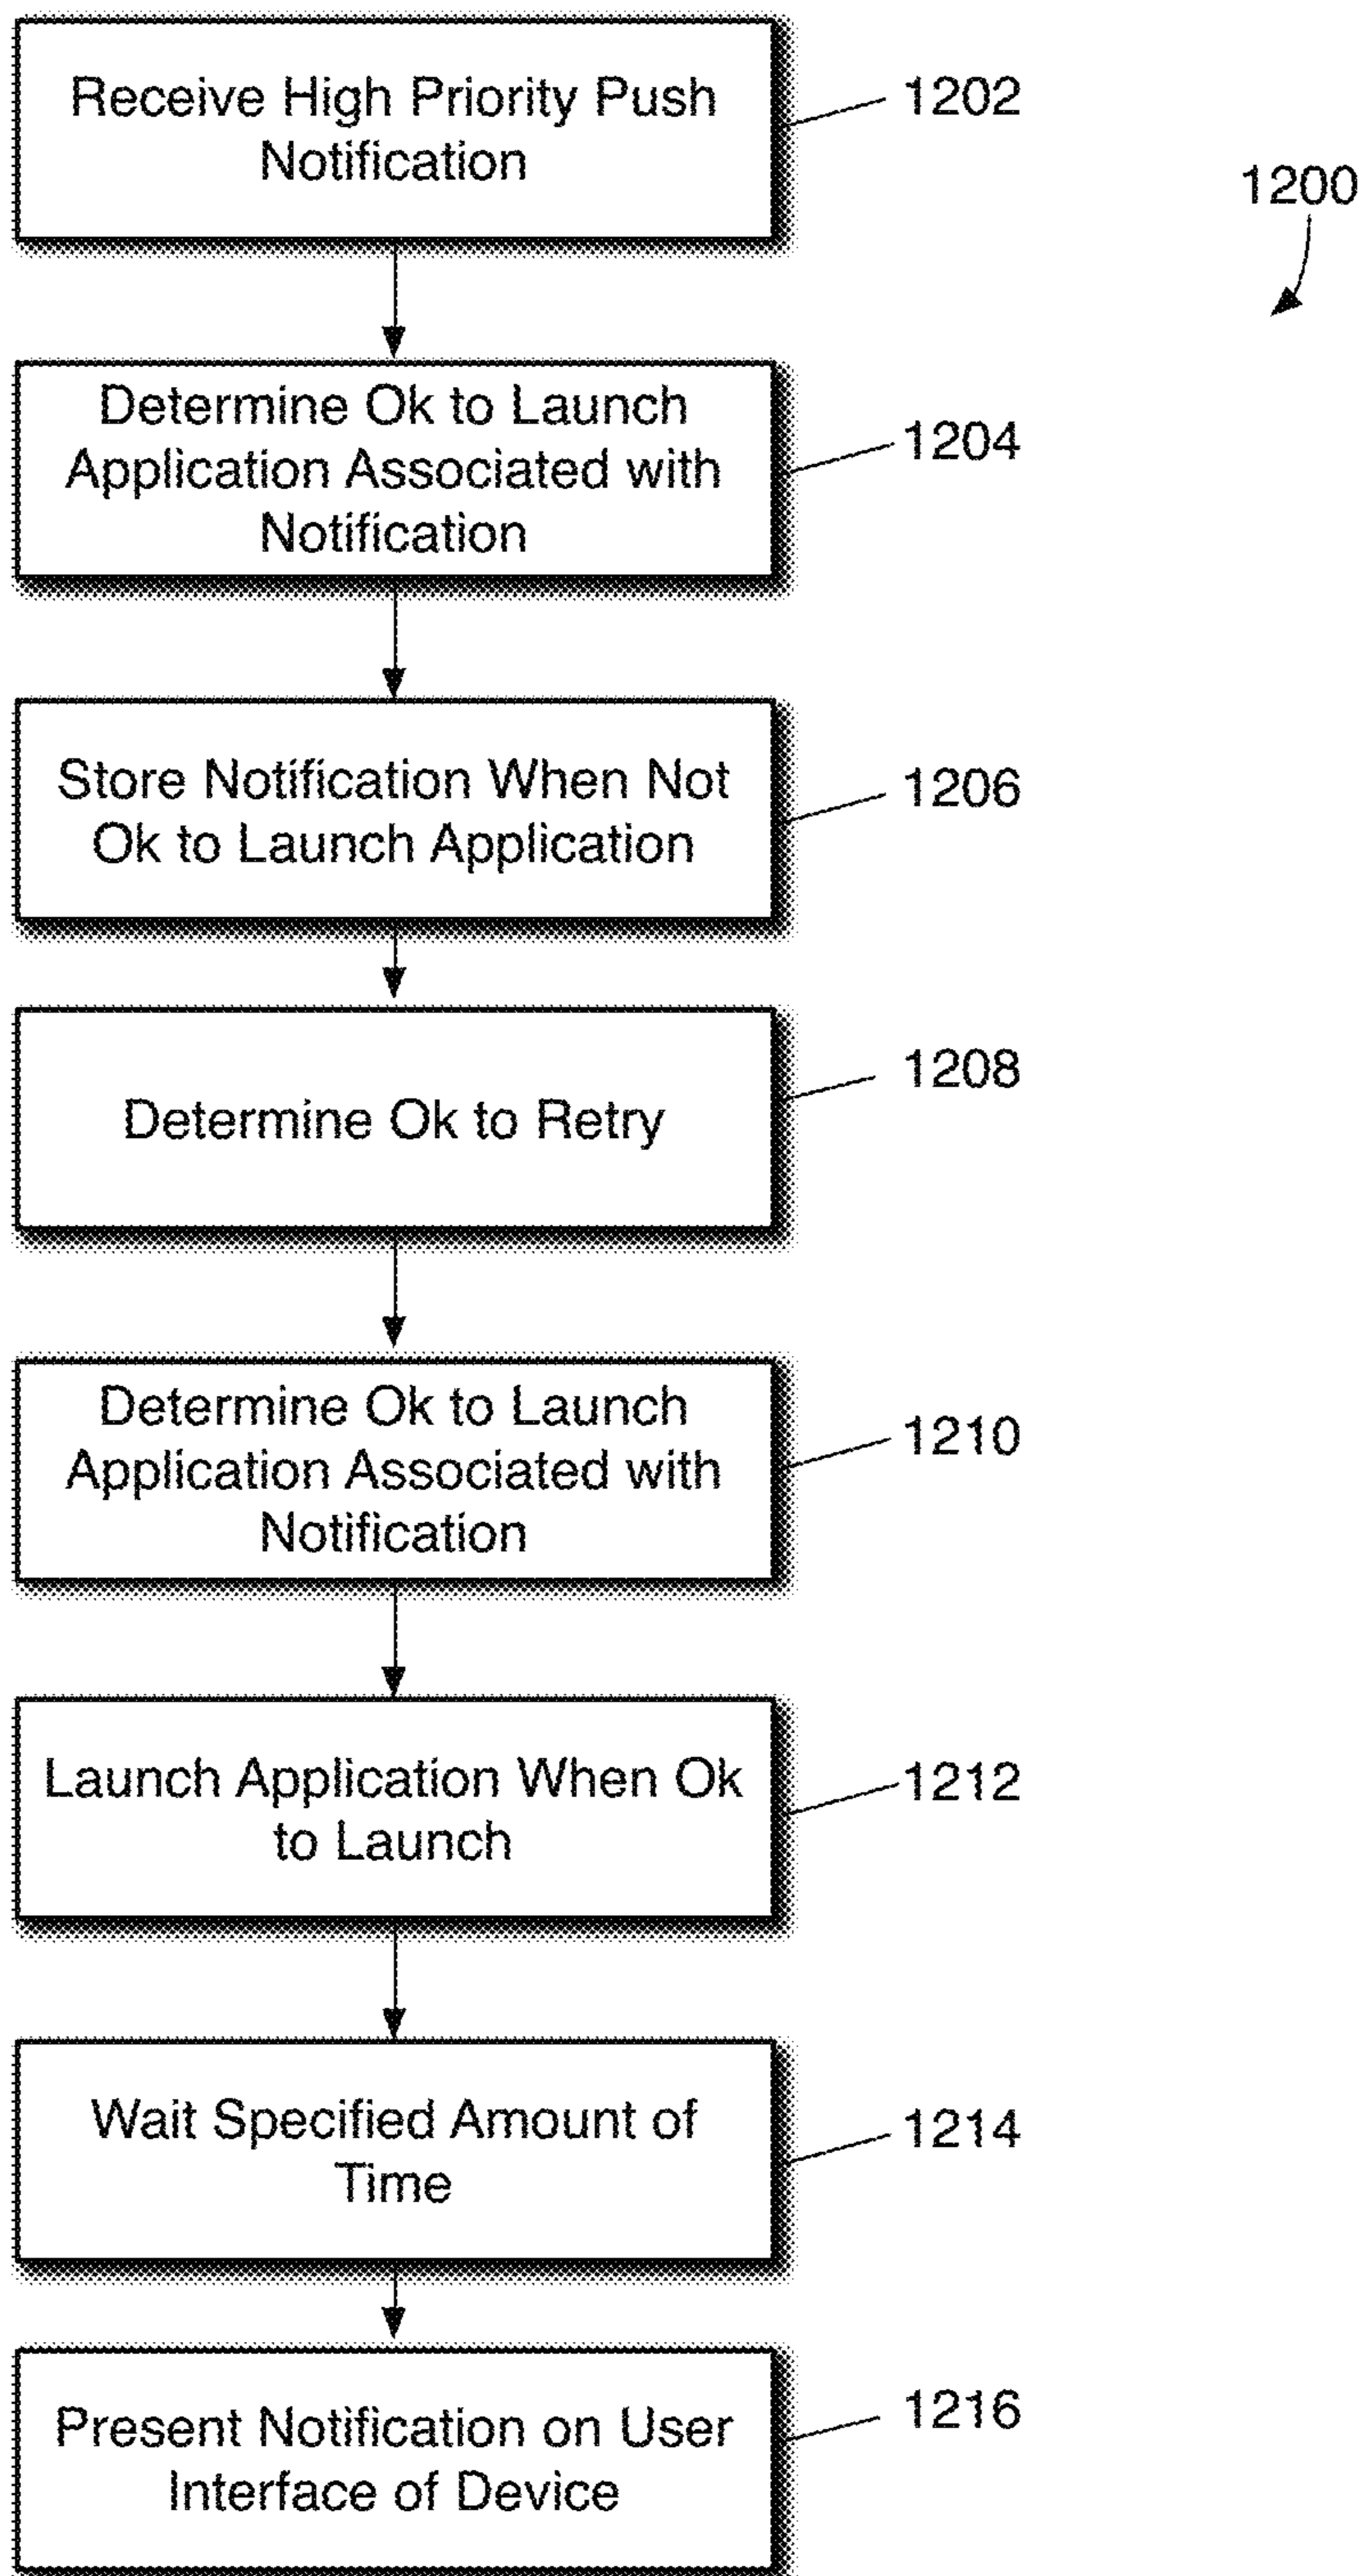 Receive High Priority Push
Notification
1202
1200
Determine Ok to Launch
Application Associated with
Notification
1204
Store Notification When Not
Ok to Launch Application
1206
Determine Ok to Retry
1208
Determine Ok to Launch
Application Associated with
Notification
1210
Launch Application When Ok
to Launch
1212
Wait Specified Amount of
Time
1214
Present Notification on User
Interface of Device
1216